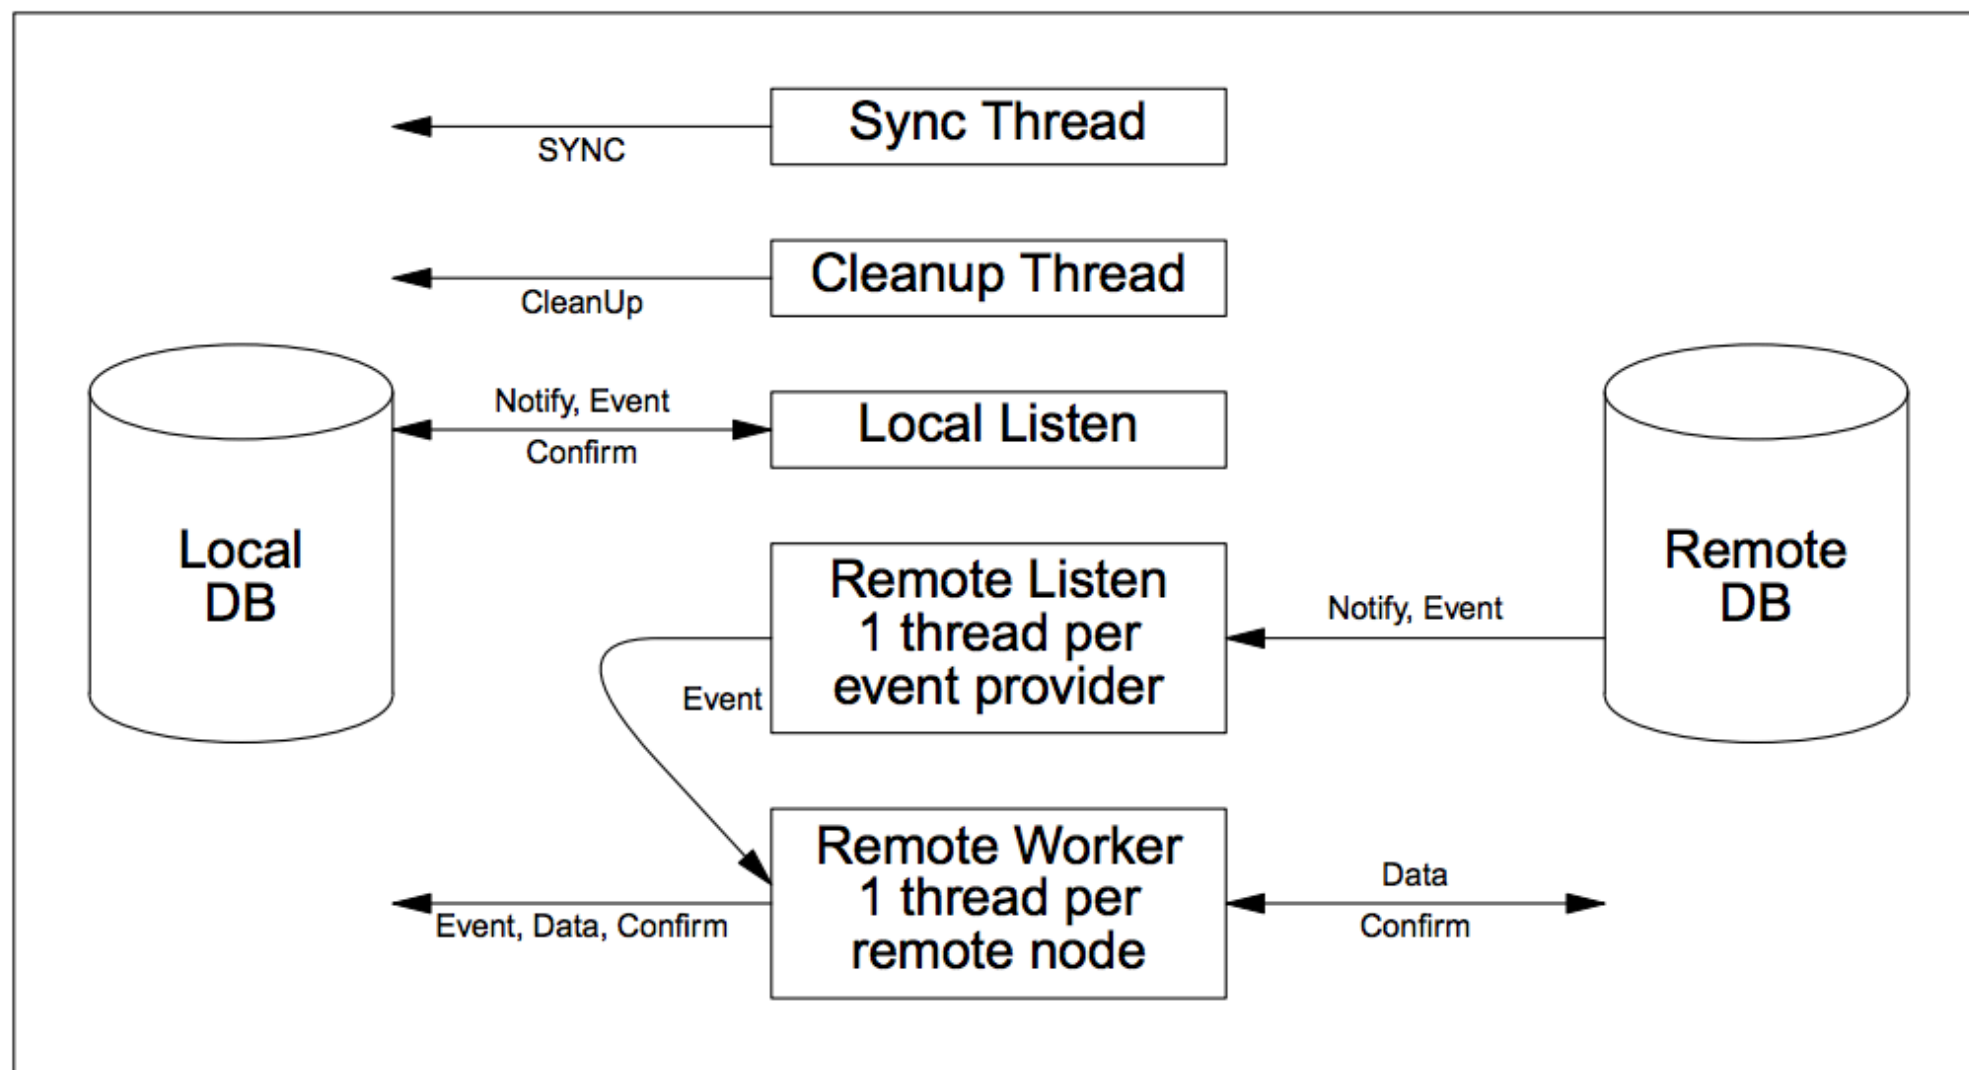 Sync Thread
SYNC
Cleanup Thread
CleanUp
Notify, Event
Confirm
Local Listen
Local
DB
Remote Listen
1 thread per
event provider
Event
Notify, Event
Remote
DB
Remote Worker
1 thread per
remote node
Event, Data, Confirm
Data
Confirm